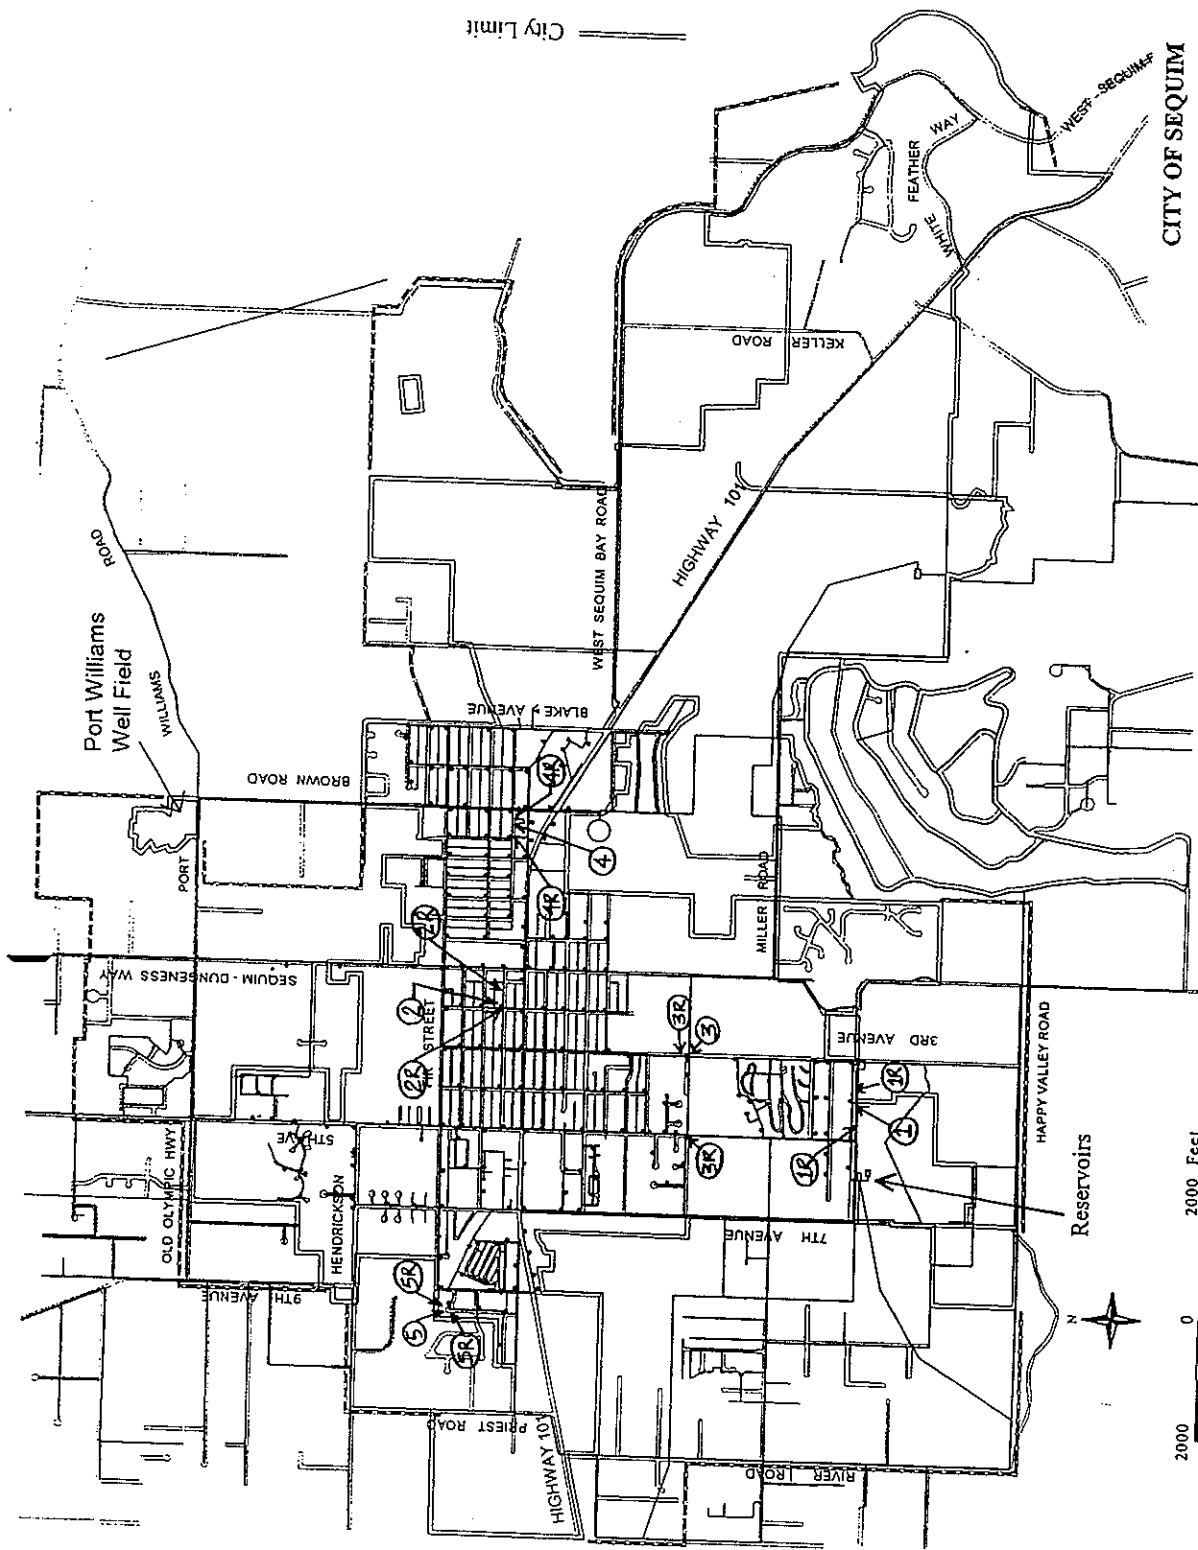 City Limit
CITY OF SEQUIM
WEST-SEQUIM-
WHITE FEATHER WAY
KELLER ROAD
HIGHWAY 101
WEST SEQUIM BAY ROAD
Port Williams
Well Field
PORT WILLIAMS ROAD
BROWN ROAD
BLAKE AVENUE
4R
4
4R
MILLER ROAD
SEQUIM - DUNGENESS WAY
2R
2
2R
STREET
3R
3
3R
3RD AVENUE
1R
1
1R
HAPPY VALLEY ROAD
OLD OLYMPIC HWY
5TH AVE
HENDRICKSON
9TH AVENUE
7TH AVENUE
Reservoirs
5R
5
5R
PRIEST ROAD
HIGHWAY 101
RIVER ROAD
N
2000
0
2000 Feet